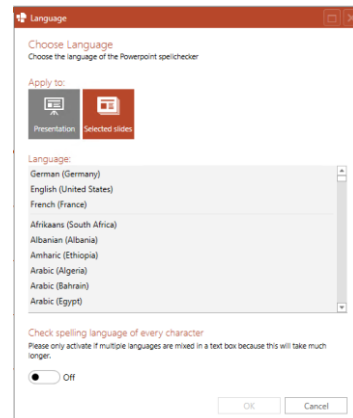 Language
Choose Language
Choose the language of the Powerpoint spellchecker
Apply to:
Presentation
Selected slides
Language:
German (Germany)
English (United States)
French (France)
Afrikaans (South Africa)
Albanian (Albania)
Amharic (Ethiopia)
Arabic (Algeria)
Arabic (Bahrain)
Arabic (Egypt)
Check spelling language of every character
Please only activate if multiple languages are mixed in a text box because this will take much
longer.
Off
OK
Cancel